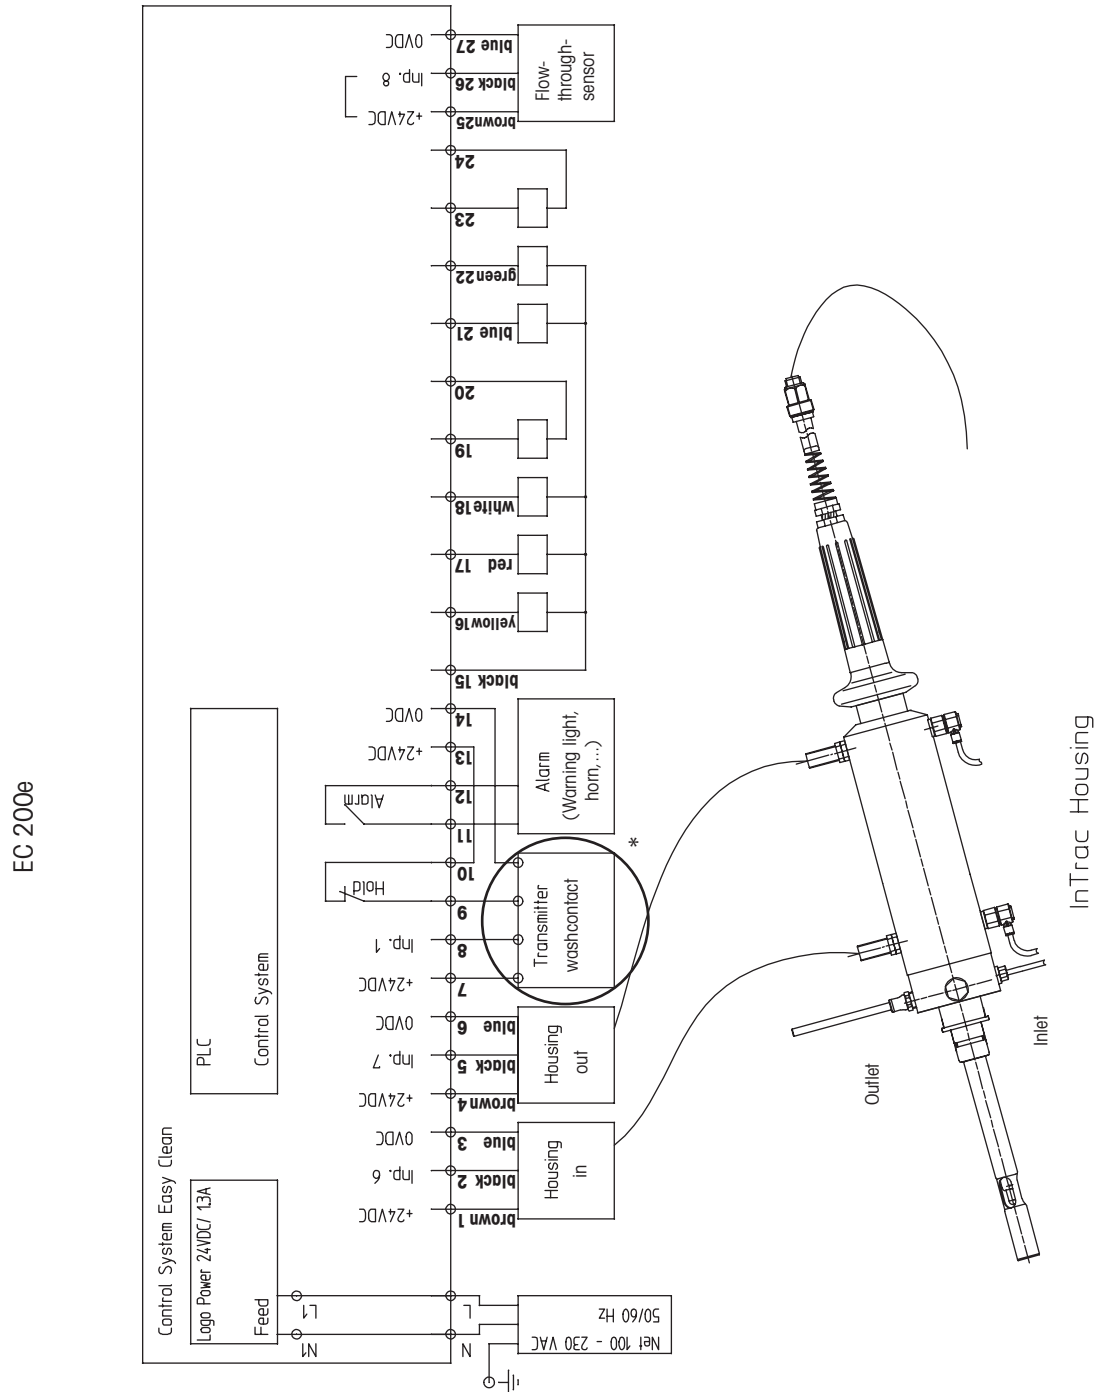 EC 200e
Control System Easy Clean
Logo Power 24VDC/ 1.3A
Feed
PLC
Control System
N1
L1
N
L
Net 100 - 230 VAC
50/60 Hz
+24VDC
brown 1
Inp. 6
black 2
0VDC
blue 3
Housing
in
+24VDC
brown 4
Inp. 7
black 5
0VDC
blue 6
Housing
out
+24VDC
7
Inp. 1
8
Hold
9
10
Transmitter
washcontact
*
Alarm
11
12
+24VDC
13
0VDC
14
Alarm
(Warning light,
horn,...)
black 15
yellow16
red 17
white18
19
20
blue 21
green22
23
24
+24VDC
brown25
Inp. 8
black 26
0VDC
blue 27
Flow-
through-
sensor
Outlet
Inlet
InTrac Housing